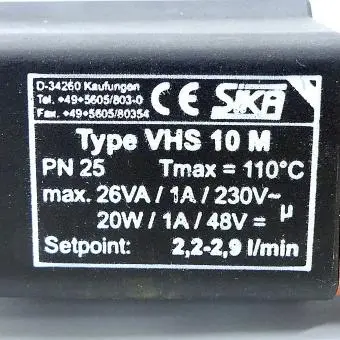 D-34260 Kaufungen
Tel. +49+5605/803-0
Fax. +49+5605/80354
CE SIKA
Type VHS 10 M
PN 25 Tmax = 110°C
max. 26VA / 1A / 230V~
20W / 1A / 48V= µ
Setpoint: 2,2-2,9 l/min